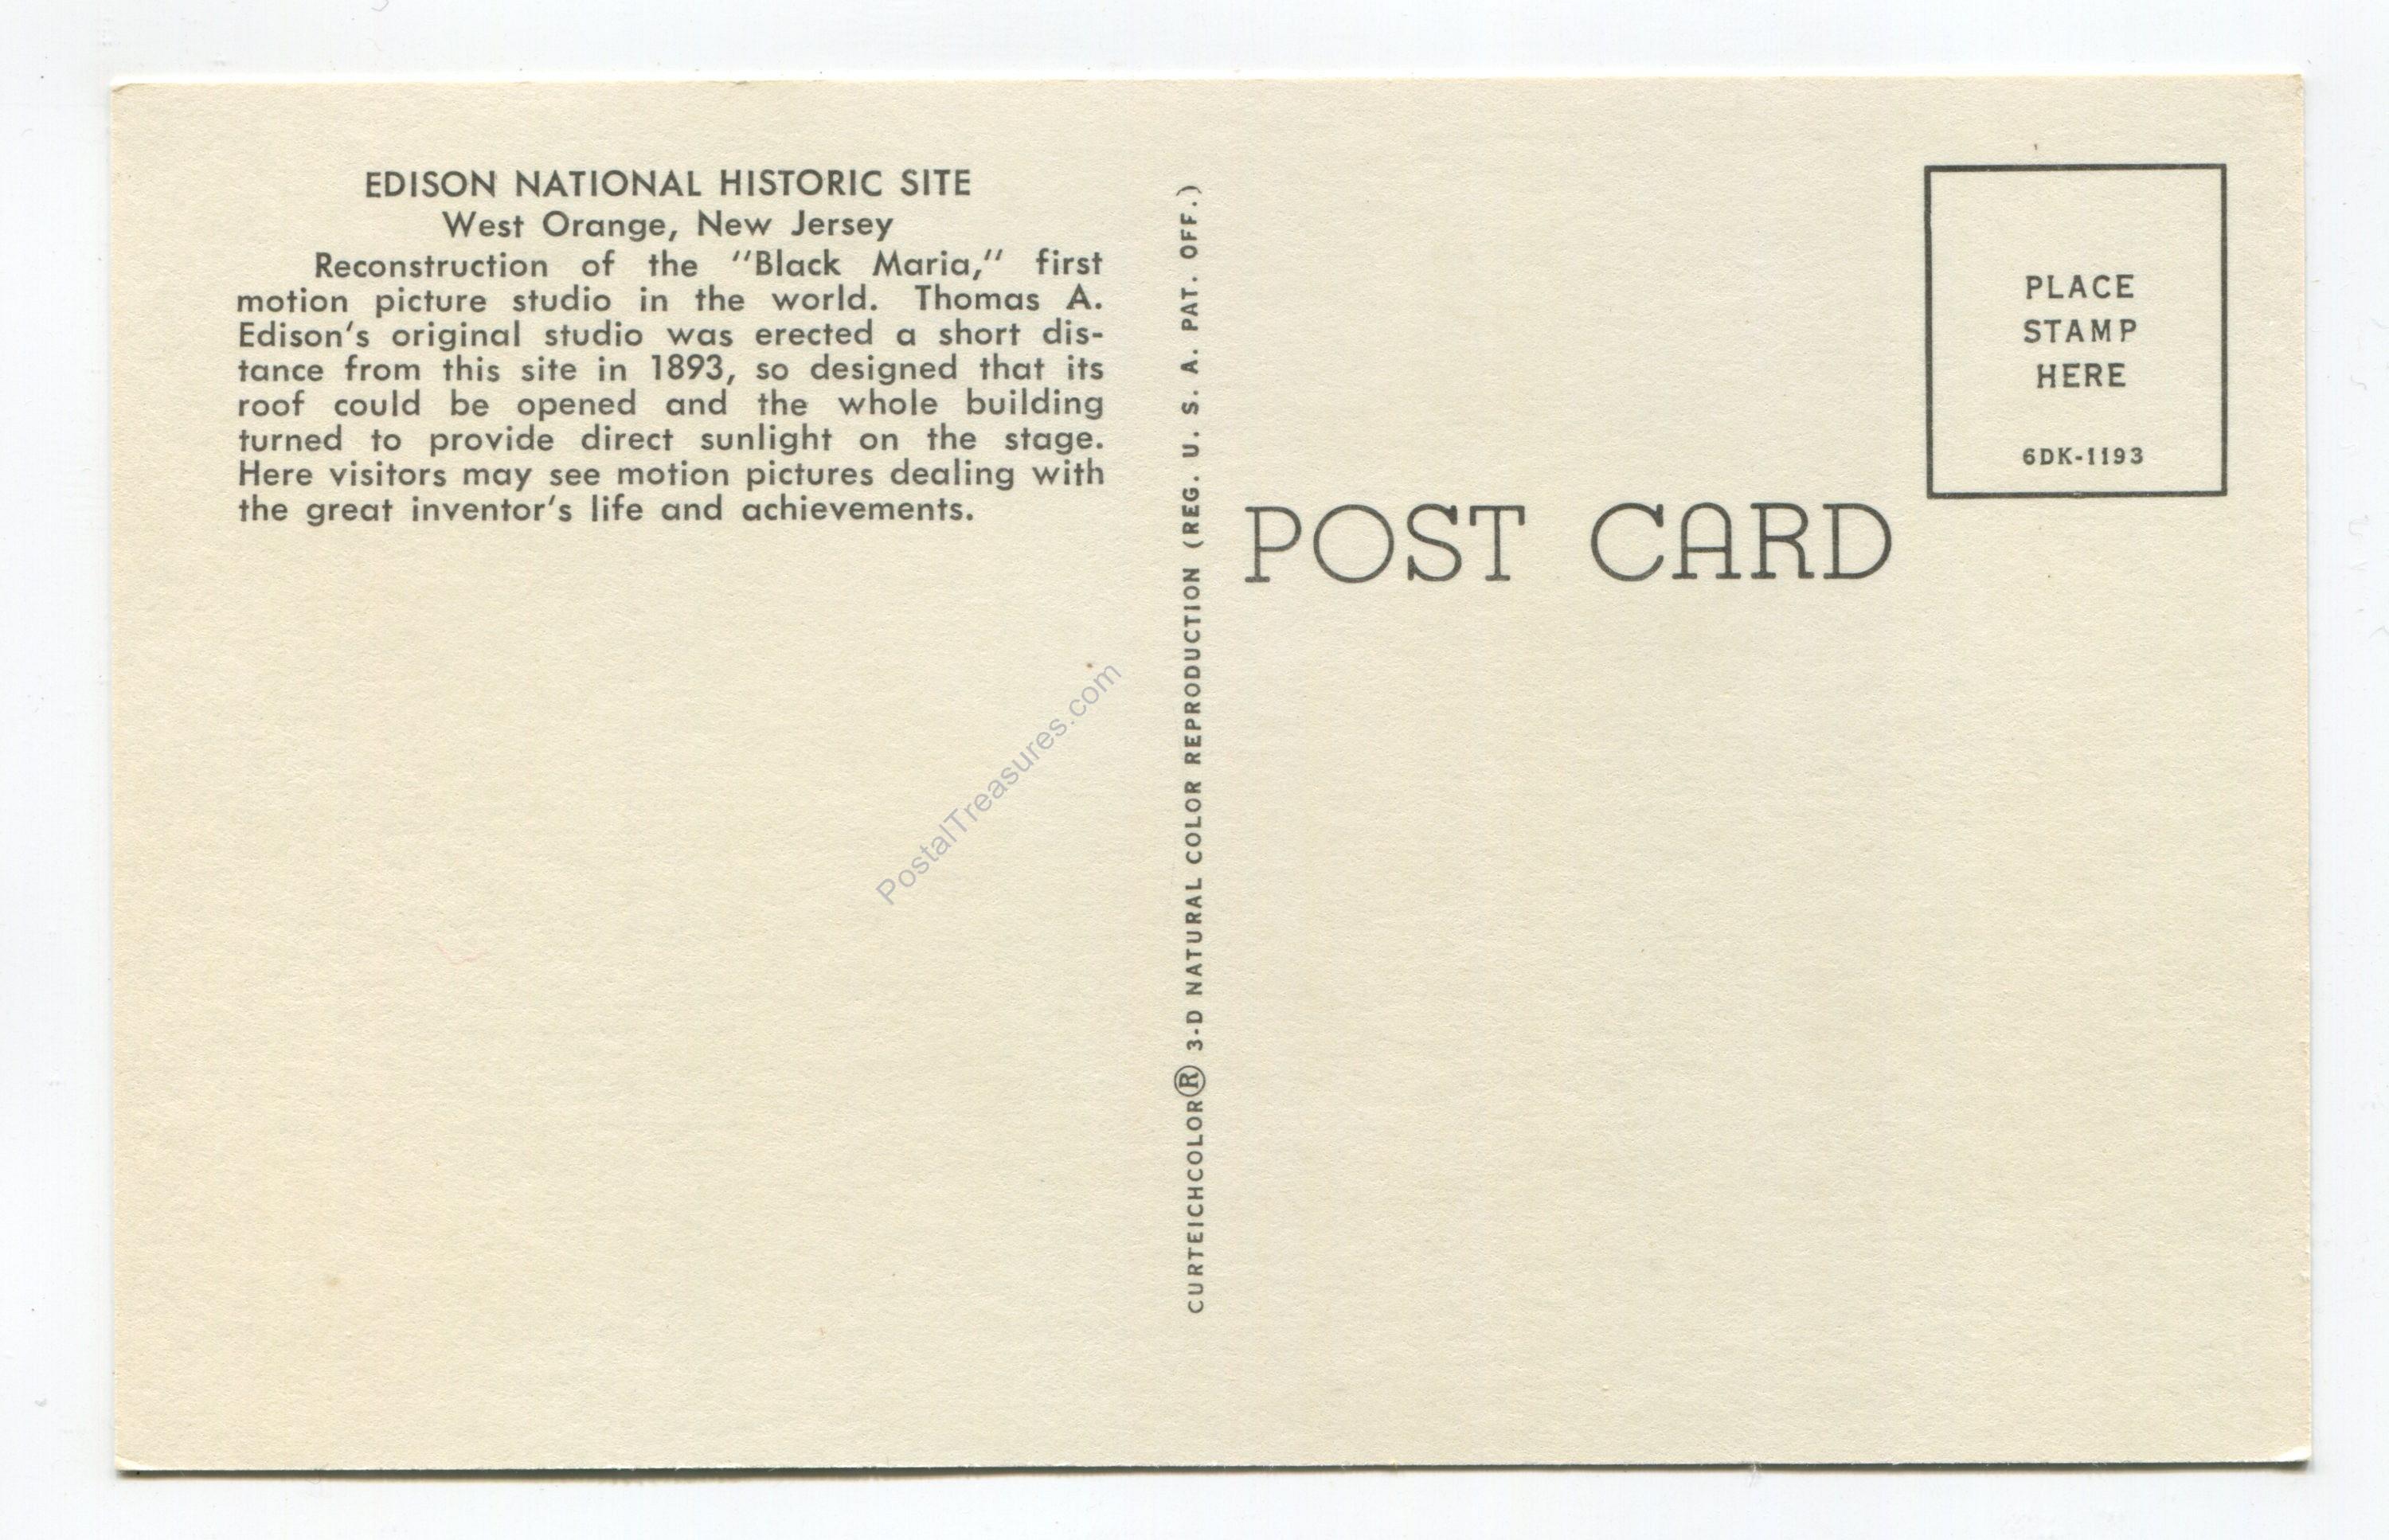 EDISON NATIONAL HISTORIC SITE
West Orange, New Jersey
Reconstruction of the "Black Maria," first
motion picture studio in the world. Thomas A.
Edison's original studio was erected a short dis-
tance from this site in 1893, so designed that its
roof could be opened and the whole building
turned to provide direct sunlight on the stage.
Here visitors may see motion pictures dealing with
the great inventor's life and achievements.
PostalTreasures.com
CURTEICHCOLOR® 3-D NATURAL COLOR REPRODUCTION (REG. U. S. A. PAT. OFF.)
POST CARD
PLACE
STAMP
HERE
6DK-1193